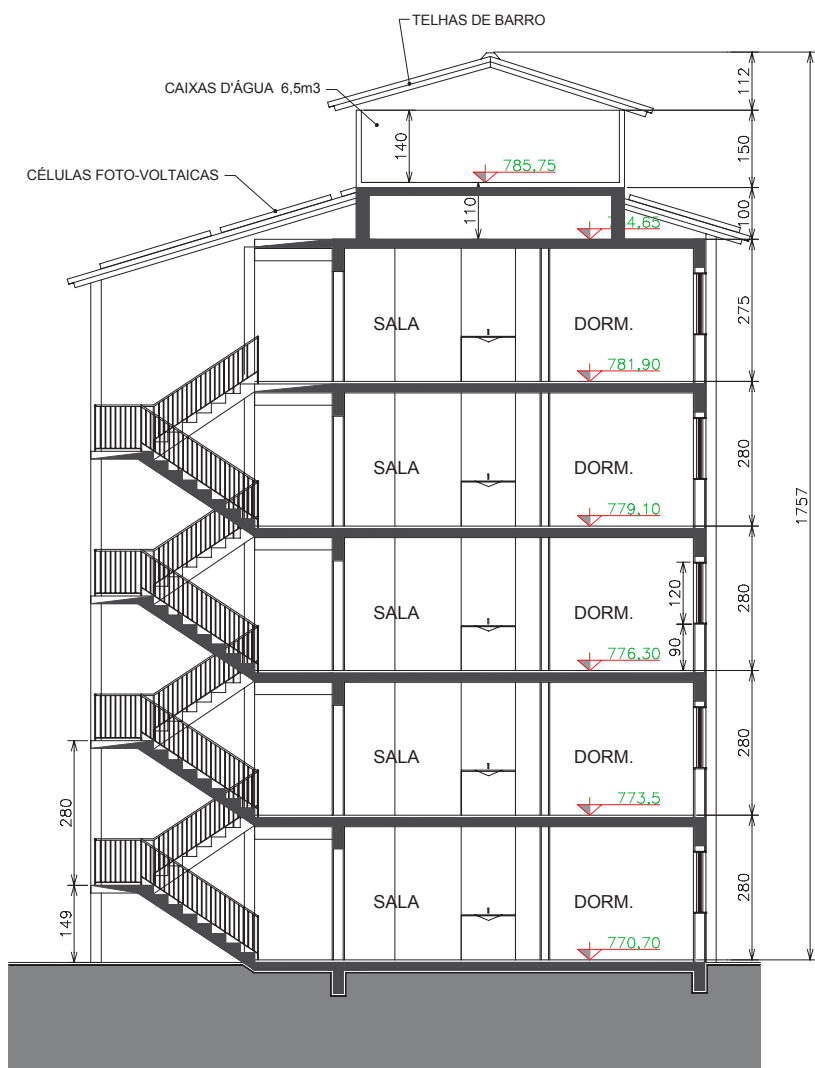 TELHAS DE BARRO
CAIXAS D'ÁGUA 6,5m3
CÉLULAS FOTO-VOLTAICAS
112
140
150
785,75
110
100
4,65
SALA
DORM.
275
781,90
SALA
DORM.
280
779,10
1757
SALA
DORM.
120
280
776,30
90
SALA
DORM.
280
280
773,5
SALA
DORM.
280
149
770,70